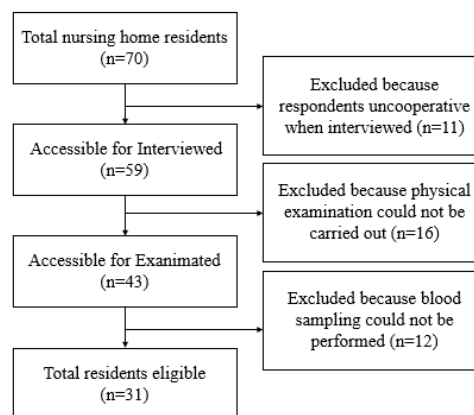 Total nursing home residents
(n=70)
Excluded because
respondents uncooperative
when interviewed (n=11)
Accessible for Interviewed
(n=59)
Excluded because physical
examination could not be
carried out (n=16)
Accessible for Exanimated
(n=43)
Excluded because blood
sampling could not be
performed (n=12)
Total residents eligible
(n=31)